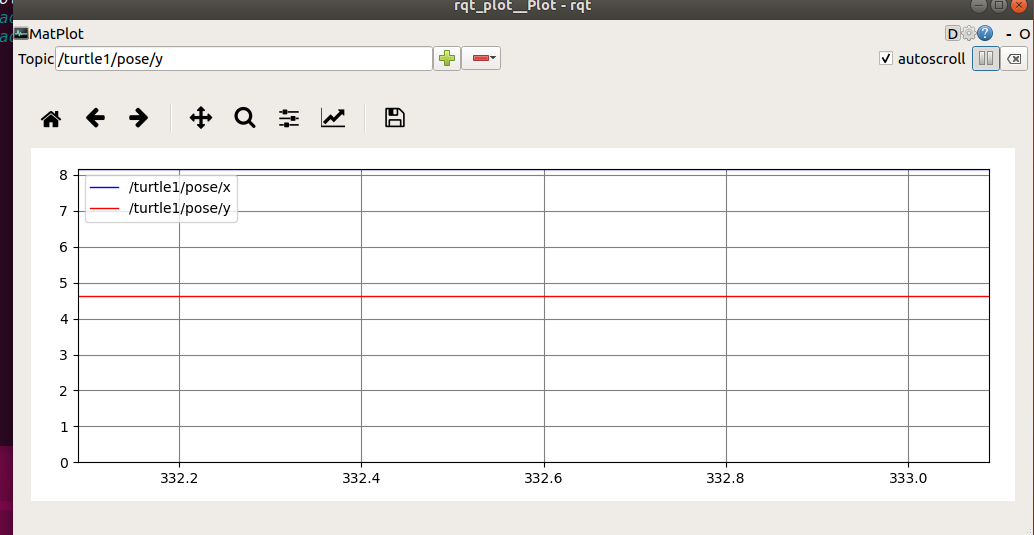 rqt_plot__Plot - rqt
MatPlot
D
?
- O
Topic /turtle1/pose/y
autoscroll
/turtle1/pose/x
/turtle1/pose/y
8
7
6
5
4
3
2
1
0
332.2 332.4 332.6 332.8 333.0